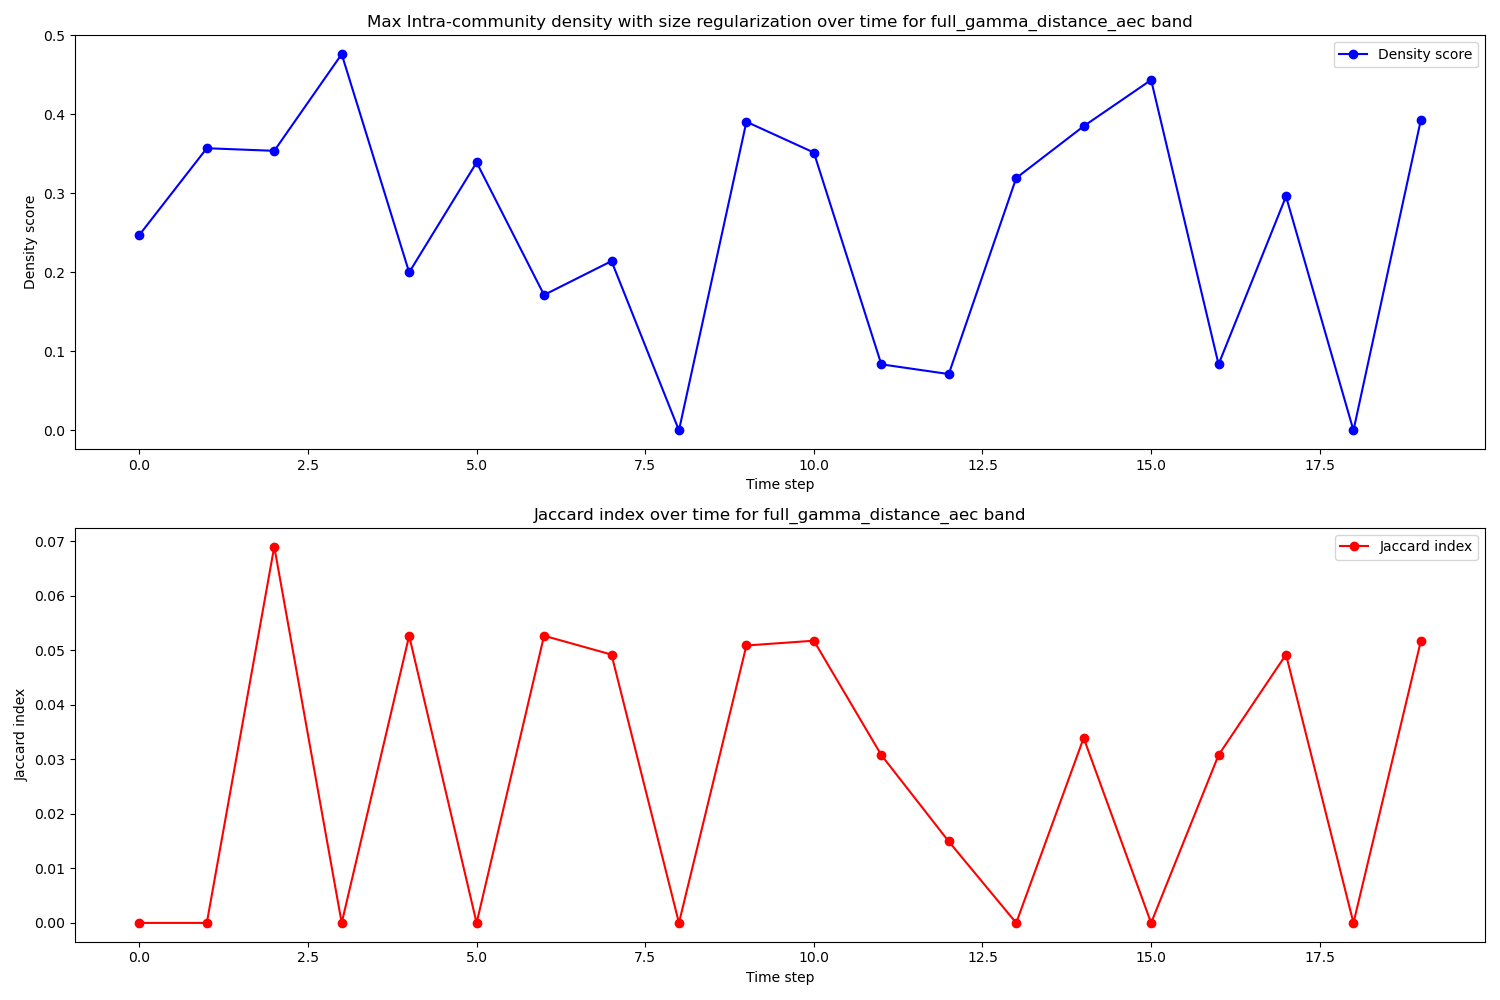 Max Intra-community density with size regularization over time for full_gamma_distance_aec band
Density score
0.5
0.4
0.3
0.2
0.1
0.0
Density score
0.0 2.5 5.0 7.5 10.0 12.5 15.0 17.5
Time step
Jaccard index over time for full_gamma_distance_aec band
Jaccard index
0.07
0.06
0.05
0.04
0.03
0.02
0.01
0.00
Jaccard index
0.0 2.5 5.0 7.5 10.0 12.5 15.0 17.5
Time step